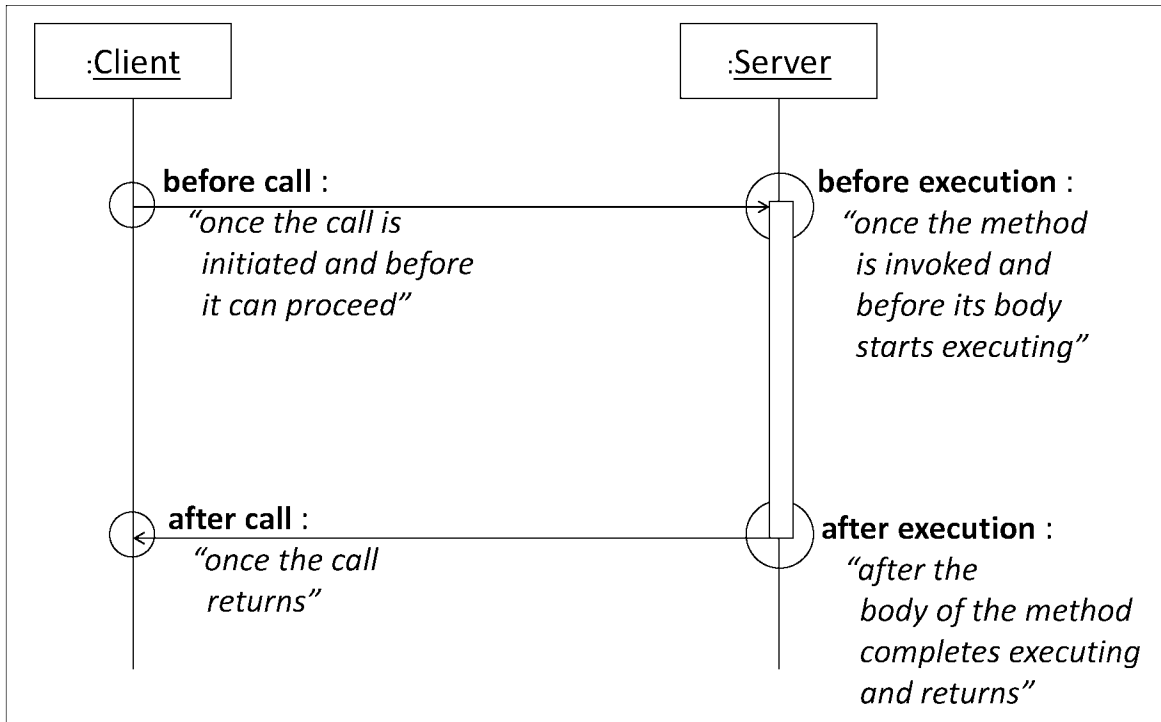 :Client
:Server
before call :
“once the call is
initiated and before
it can proceed”
before execution :
“once the method
is invoked and
before its body
starts executing”
after call :
“once the call
returns”
after execution :
“after the
body of the method
completes executing
and returns”